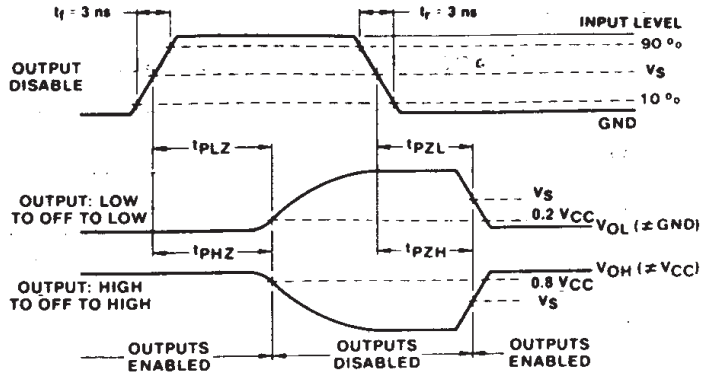 tf = 3 ns
tr = 3 ns
INPUT LEVEL
90 %
OUTPUT
DISABLE
VS
10 %
GND
tPLZ
tPZL
OUTPUT: LOW
TO OFF TO LOW
VS
0.2 VCC
VOL (≠ GND)
tPHZ
tPZH
OUTPUT: HIGH
TO OFF TO HIGH
VOH (≠ VCC)
0.8 VCC
VS
OUTPUTS
ENABLED
OUTPUTS
DISABLED
OUTPUTS
ENABLED